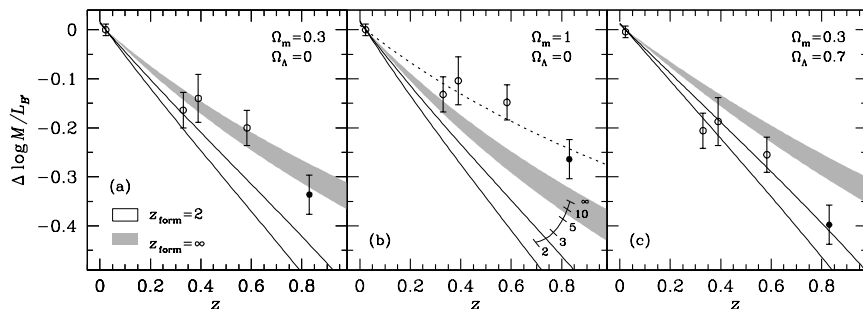 Δ log M/L_B
0
−0.1
−0.2
−0.3
−0.4
Ω_m=0.3
Ω_Λ=0
(a)
z_form=2
z_form=∞
0 0.2 0.4 0.6 0.8
z
Ω_m=1
Ω_Λ=0
(b)
2 3 5 10 ∞
0 0.2 0.4 0.6 0.8
z
Ω_m=0.3
Ω_Λ=0.7
(c)
0 0.2 0.4 0.6 0.8
z